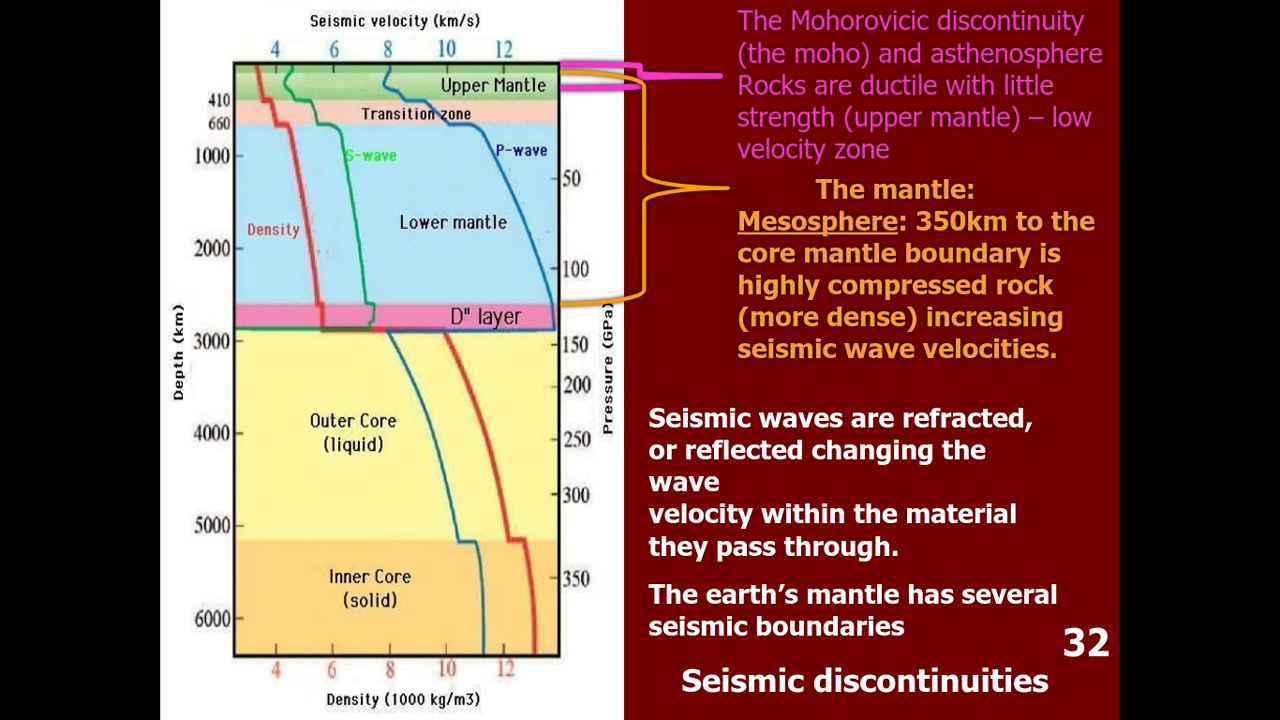 Seismic velocity (km/s)
4 6 8 10 12
Upper Mantle
410
Transition zone
660
1000
S-wave
P-wave
50
Lower mantle
Density
2000
100
D" layer
3000
150
Depth (km)
Pressure (GPa)
200
Outer Core
(liquid)
4000
250
300
5000
Inner Core
(solid)
350
6000
4 6 8 10 12
Density (1000 kg/m3)
The Mohorovicic discontinuity
(the moho) and asthenosphere
Rocks are ductile with little
strength (upper mantle) – low
velocity zone
The mantle:
Mesosphere: 350km to the
core mantle boundary is
highly compressed rock
(more dense) increasing
seismic wave velocities.
Seismic waves are refracted,
or reflected changing the
wave
velocity within the material
they pass through.
The earth’s mantle has several
seismic boundaries
32
Seismic discontinuities